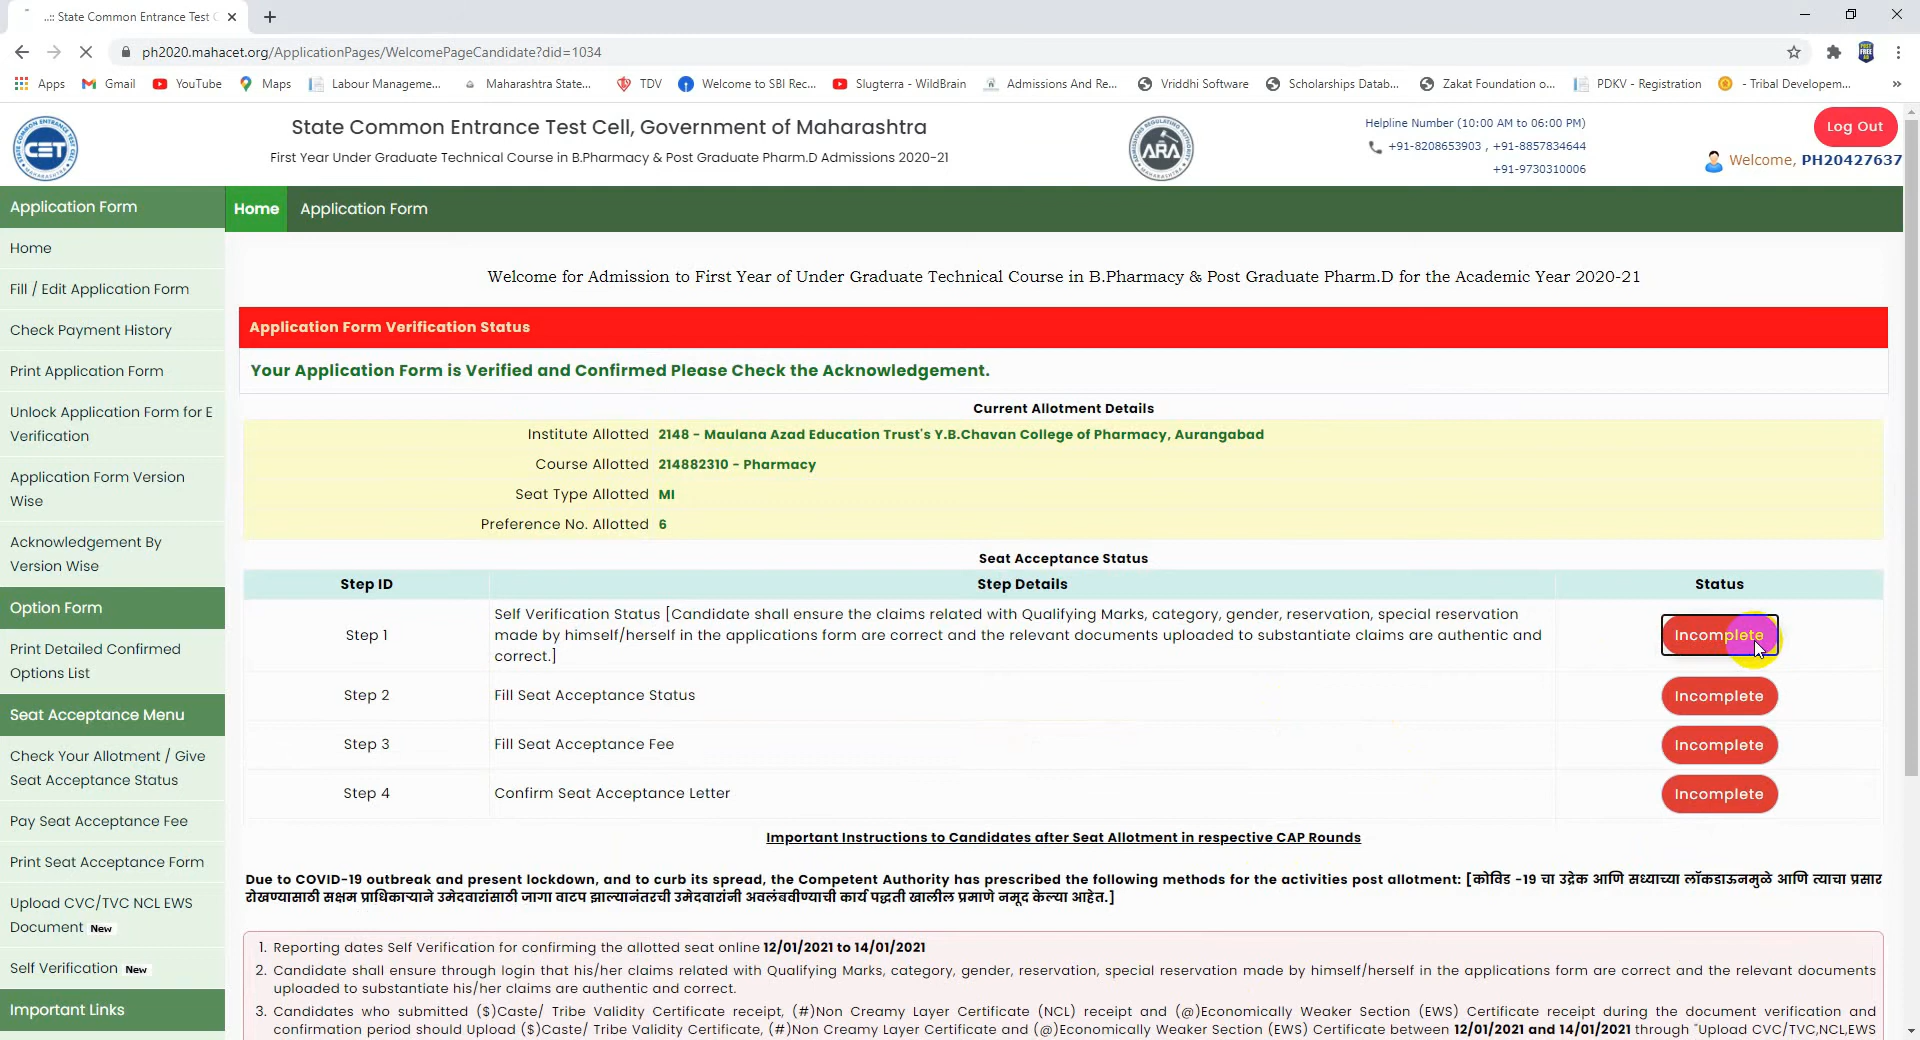 ..:: State Common Entrance Test C
ph2020.mahacet.org/ApplicationPages/WelcomePageCandidate?did=1034
Apps Gmail YouTube Maps Labour Manageme... Maharashtra State... TDV Welcome to SBI Rec... Slugterra - WildBrain Admissions And Re... Vriddhi Software Scholarships Datab... Zakat Foundation o... PDKV - Registration - Tribal Developem... »
CET
State Common Entrance Test Cell, Government of Maharashtra
First Year Under Graduate Technical Course in B.Pharmacy & Post Graduate Pharm.D Admissions 2020-21
ARA
Helpline Number (10:00 AM to 06:00 PM)
+91-8208653903 , +91-8857834644
+91-9730310006
Log Out
Welcome, PH20427637
Application Form
Home
Fill / Edit Application Form
Check Payment History
Print Application Form
Unlock Application Form for E
Verification
Application Form Version
Wise
Acknowledgement By
Version Wise
Option Form
Print Detailed Confirmed
Options List
Seat Acceptance Menu
Check Your Allotment / Give
Seat Acceptance Status
Pay Seat Acceptance Fee
Print Seat Acceptance Form
Upload CVC/TVC NCL EWS
Document New
Self Verification New
Important Links
Home Application Form
Welcome for Admission to First Year of Under Graduate Technical Course in B.Pharmacy & Post Graduate Pharm.D for the Academic Year 2020-21
Application Form Verification Status
Your Application Form is Verified and Confirmed Please Check the Acknowledgement.
Current Allotment Details
Institute Allotted 2148 - Maulana Azad Education Trust's Y.B.Chavan College of Pharmacy, Aurangabad
Course Allotted 214882310 - Pharmacy
Seat Type Allotted MI
Preference No. Allotted 6
Seat Acceptance Status
Step ID Step Details Status
Step 1 Self Verification Status [Candidate shall ensure the claims related with Qualifying Marks, category, gender, reservation, special reservation
made by himself/herself in the applications form are correct and the relevant documents uploaded to substantiate claims are authentic and
correct.]
Incomplete
Step 2 Fill Seat Acceptance Status Incomplete
Step 3 Fill Seat Acceptance Fee Incomplete
Step 4 Confirm Seat Acceptance Letter Incomplete
Important Instructions to Candidates after Seat Allotment in respective CAP Rounds
Due to COVID-19 outbreak and present lockdown, and to curb its spread, the Competent Authority has prescribed the following methods for the activities post allotment: [कोविड -१९ चा उद्रेक आणि सध्याच्या लॉकडाऊनमुळे आणि त्याचा प्रसार
रोखण्यासाठी सक्षम प्राधिकाऱ्याने उमेदवारांसाठी जागा वाटप झाल्यानंतरची उमेदवारांनी अवलंबवीण्याची कार्य पद्धती खालील प्रमाणे नमूद केल्या आहेत.]
1. Reporting dates Self Verification for confirming the allotted seat online 12/01/2021 to 14/01/2021
2. Candidate shall ensure through login that his/her claims related with Qualifying Marks, category, gender, reservation, special reservation made by himself/herself in the applications form are correct and the relevant documents
uploaded to substantiate his/her claims are authentic and correct.
3. Candidates who submitted ($)Caste/ Tribe Validity Certificate receipt, (#)Non Creamy Layer Certificate (NCL) receipt and (@)Economically Weaker Section (EWS) Certificate receipt during the document verification and
confirmation period should Upload ($)Caste/ Tribe Validity Certificate, (#)Non Creamy Layer Certificate and (@)Economically Weaker Section (EWS) Certificate between 12/01/2021 and 14/01/2021 through "Upload CVC/TVC,NCL,EWS